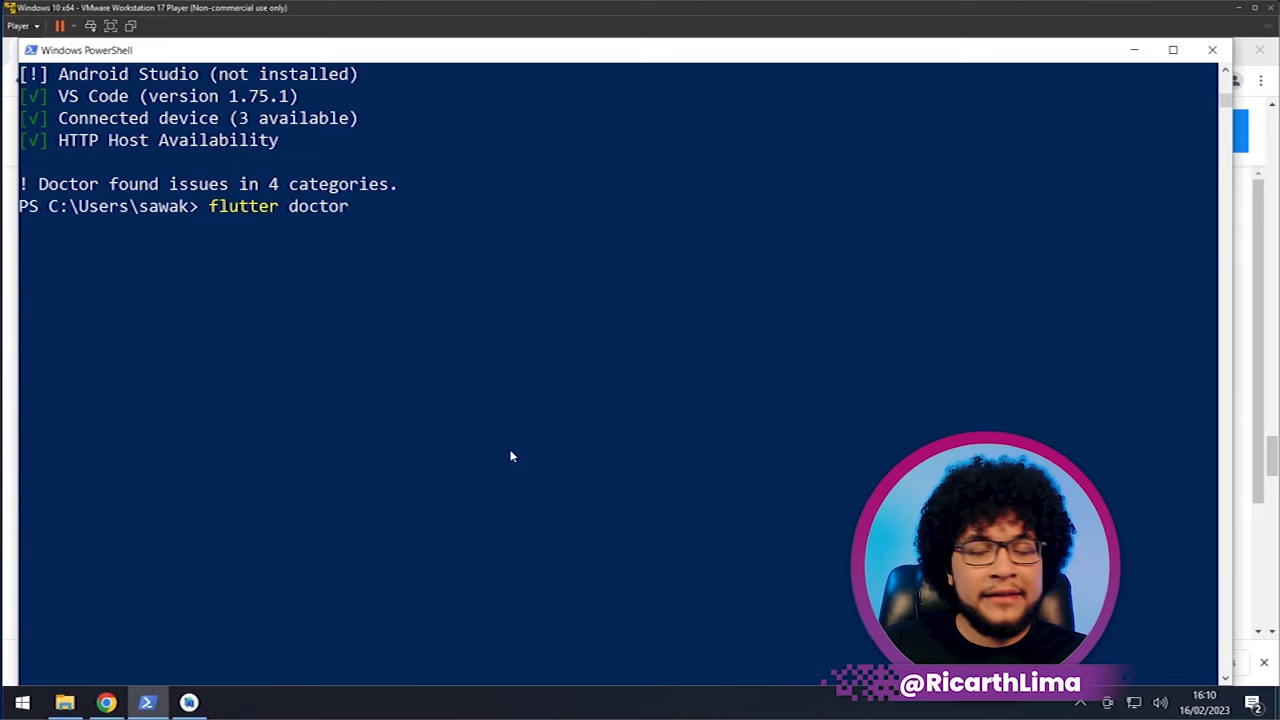 Windows 10 x64 - VMware Workstation 17 Player (Non-commercial use only)
Player
Windows PowerShell
[!] Android Studio (not installed)
[√] VS Code (version 1.75.1)
[√] Connected device (3 available)
[√] HTTP Host Availability
! Doctor found issues in 4 categories.
PS C:\Users\sawak> flutter doctor
@RicarthLima
16:10
16/02/2023
2